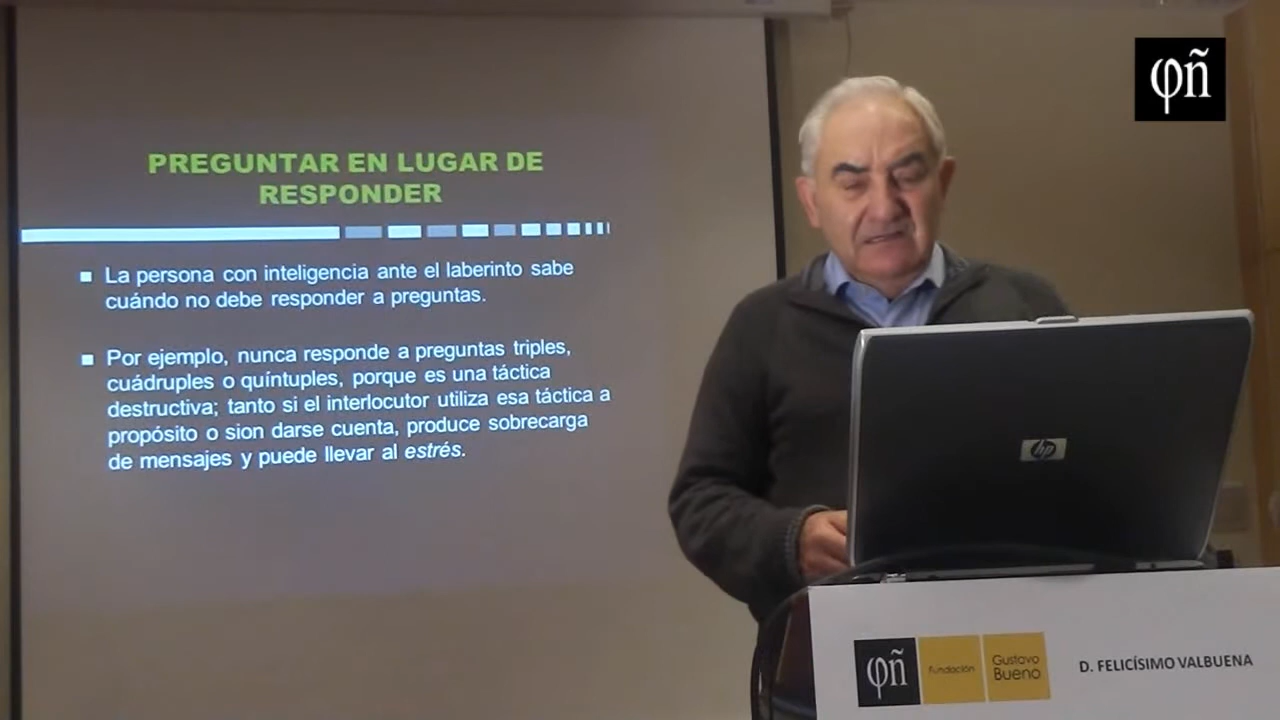 φñ
PREGUNTAR EN LUGAR DE
RESPONDER
La persona con inteligencia ante el laberinto sabe
cuándo no debe responder a preguntas.
Por ejemplo, nunca responde a preguntas triples,
cuádruples o quíntuples, porque es una táctica
destructiva; tanto si el interlocutor utiliza esa táctica a
propósito o sion darse cuenta, produce sobrecarga
de mensajes y puede llevar al estrés.
hp
φñ
Fundación
Gustavo
Bueno
D. FELICÍSIMO VALBUENA